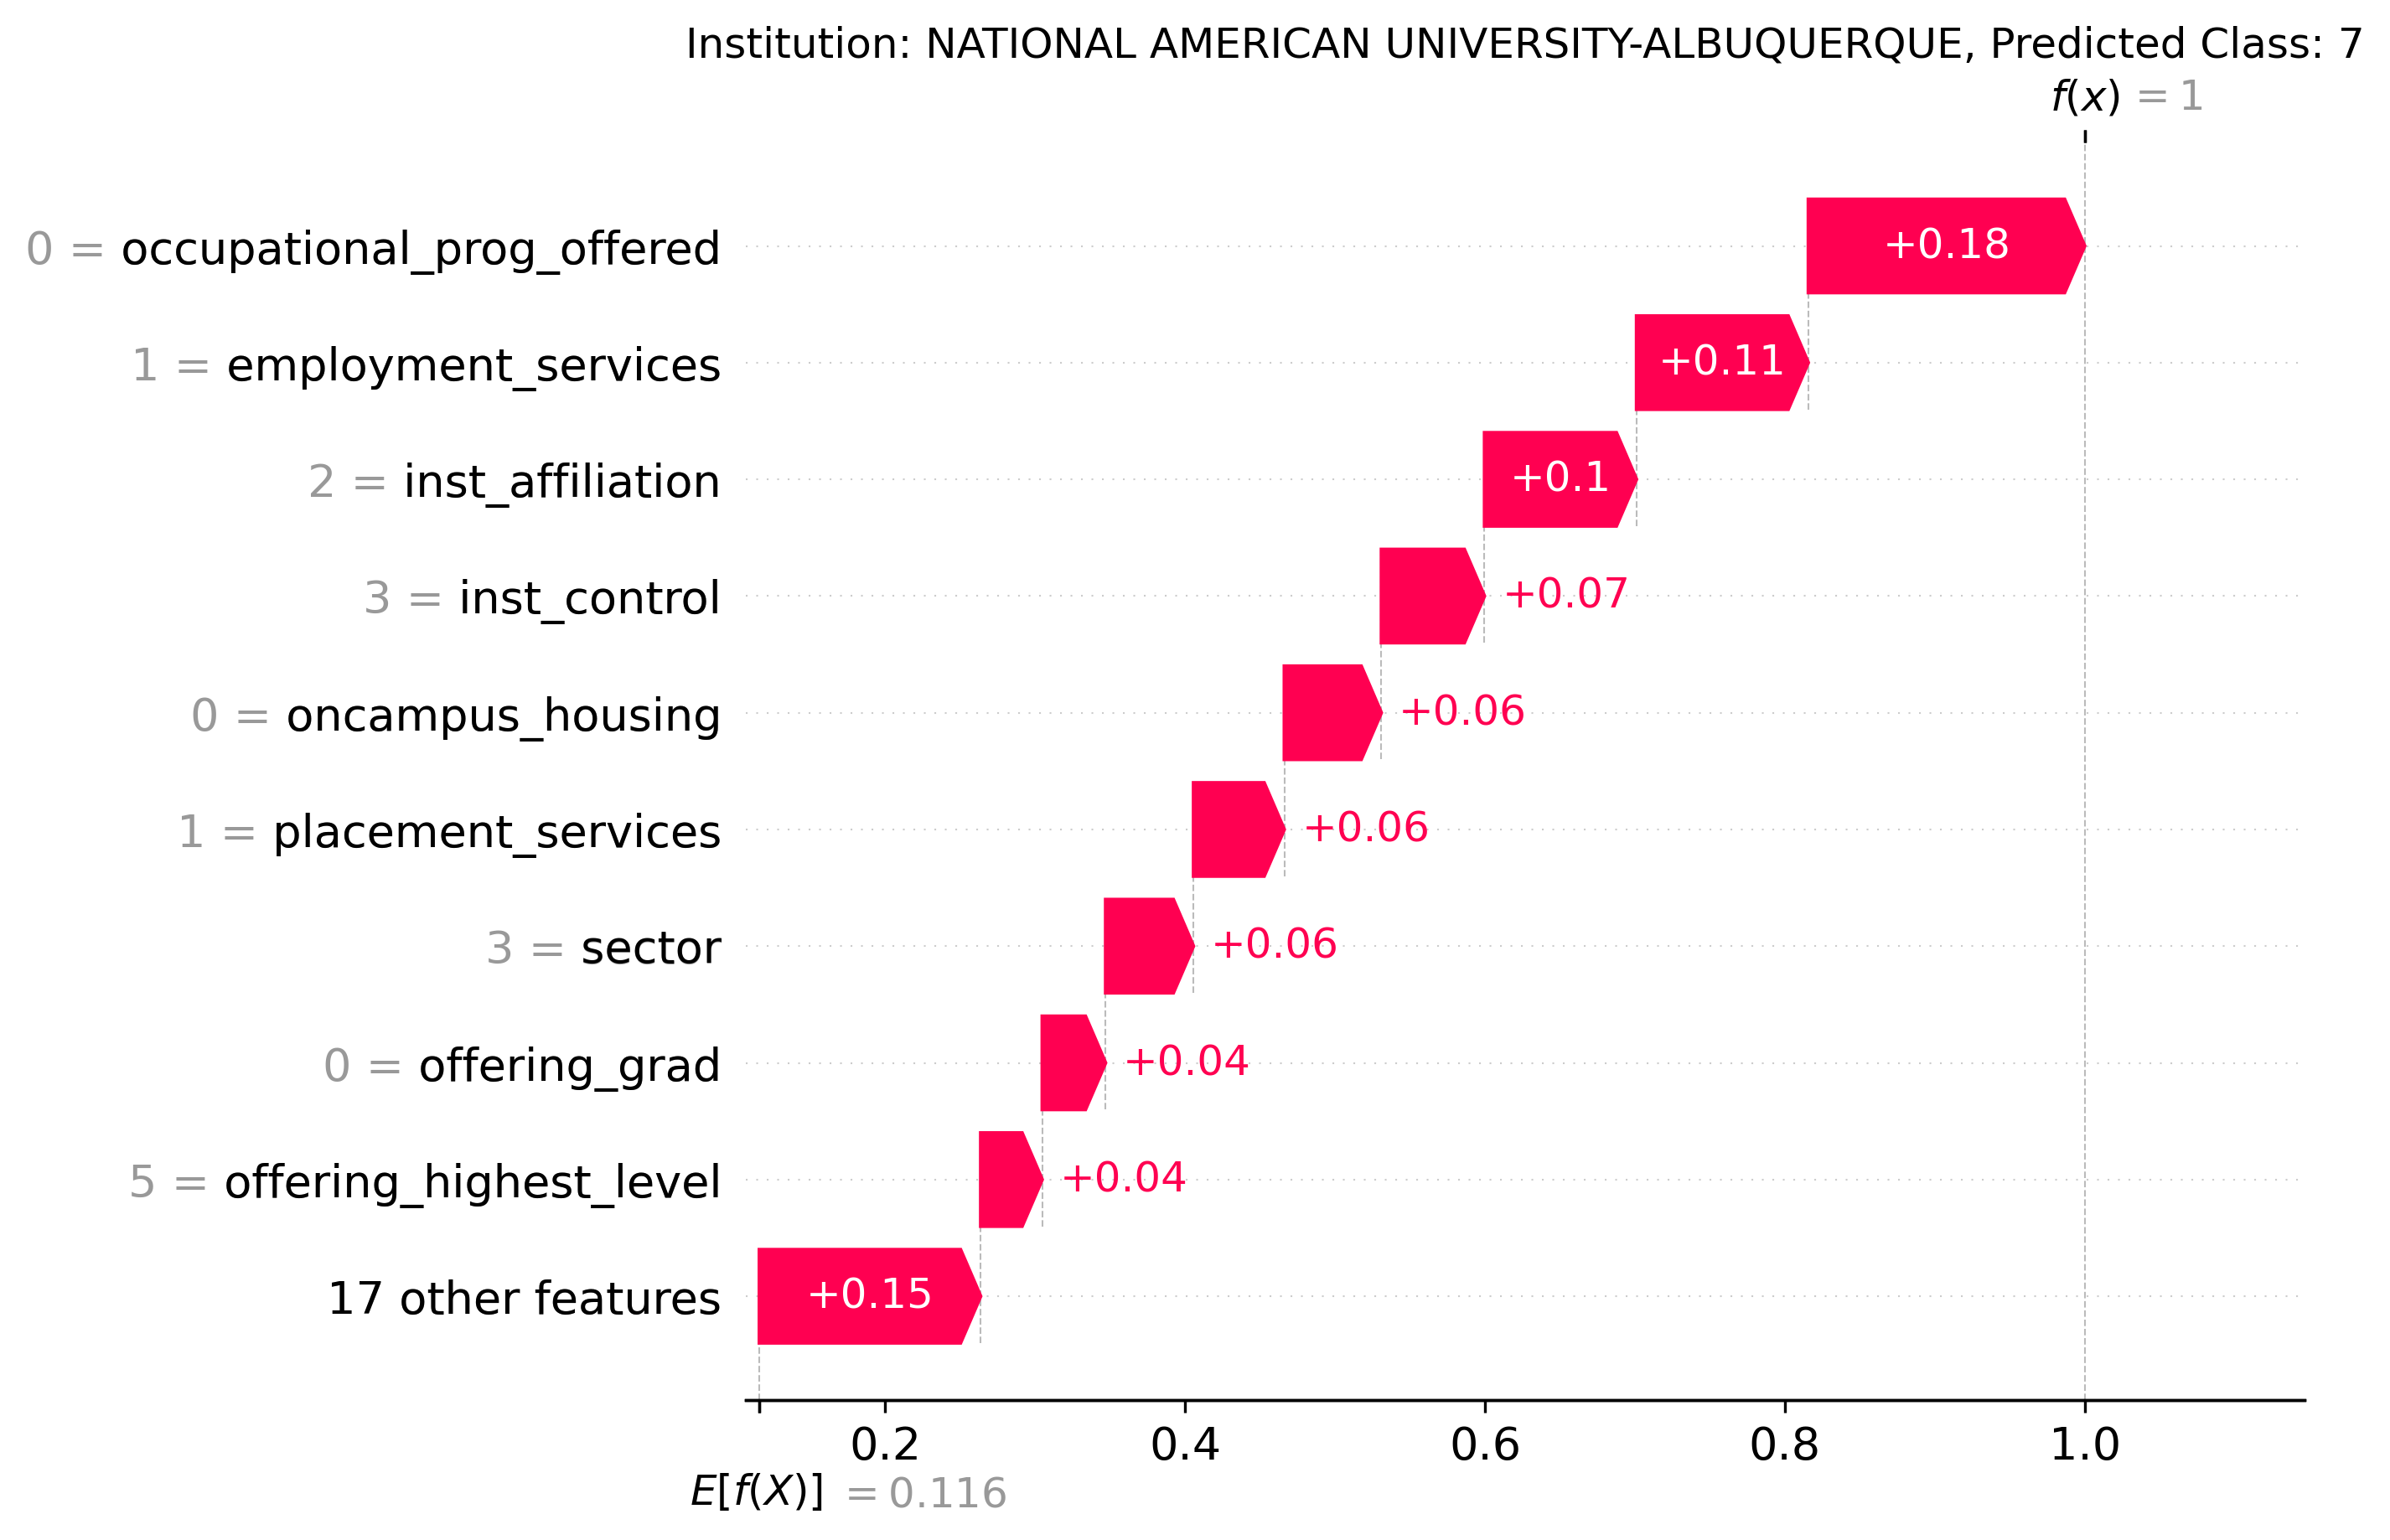 Institution: NATIONAL AMERICAN UNIVERSITY-ALBUQUERQUE, Predicted Class: 7
f(x) = 1
0 = occupational_prog_offered +0.18
1 = employment_services +0.11
2 = inst_affiliation +0.1
3 = inst_control +0.07
0 = oncampus_housing +0.06
1 = placement_services +0.06
3 = sector +0.06
0 = offering_grad +0.04
5 = offering_highest_level +0.04
17 other features +0.15
0.2 0.4 0.6 0.8 1.0
E[f(X)] = 0.116